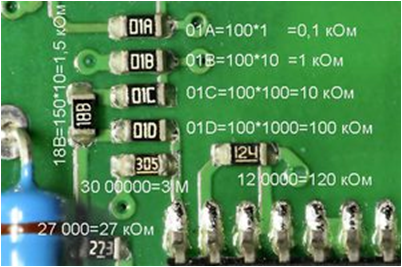 01A
01A=100*1 =0,1 кОм
01B
01B=100*10 =1 кОм
01C
01C=100*100=10 кОм
01D
01D=100*1000=100 кОм
18B
18B=150*10=1,5 кОм
305
30 00000=3 М
124
12 0000=120 кОм
27 000=27 кОм
273